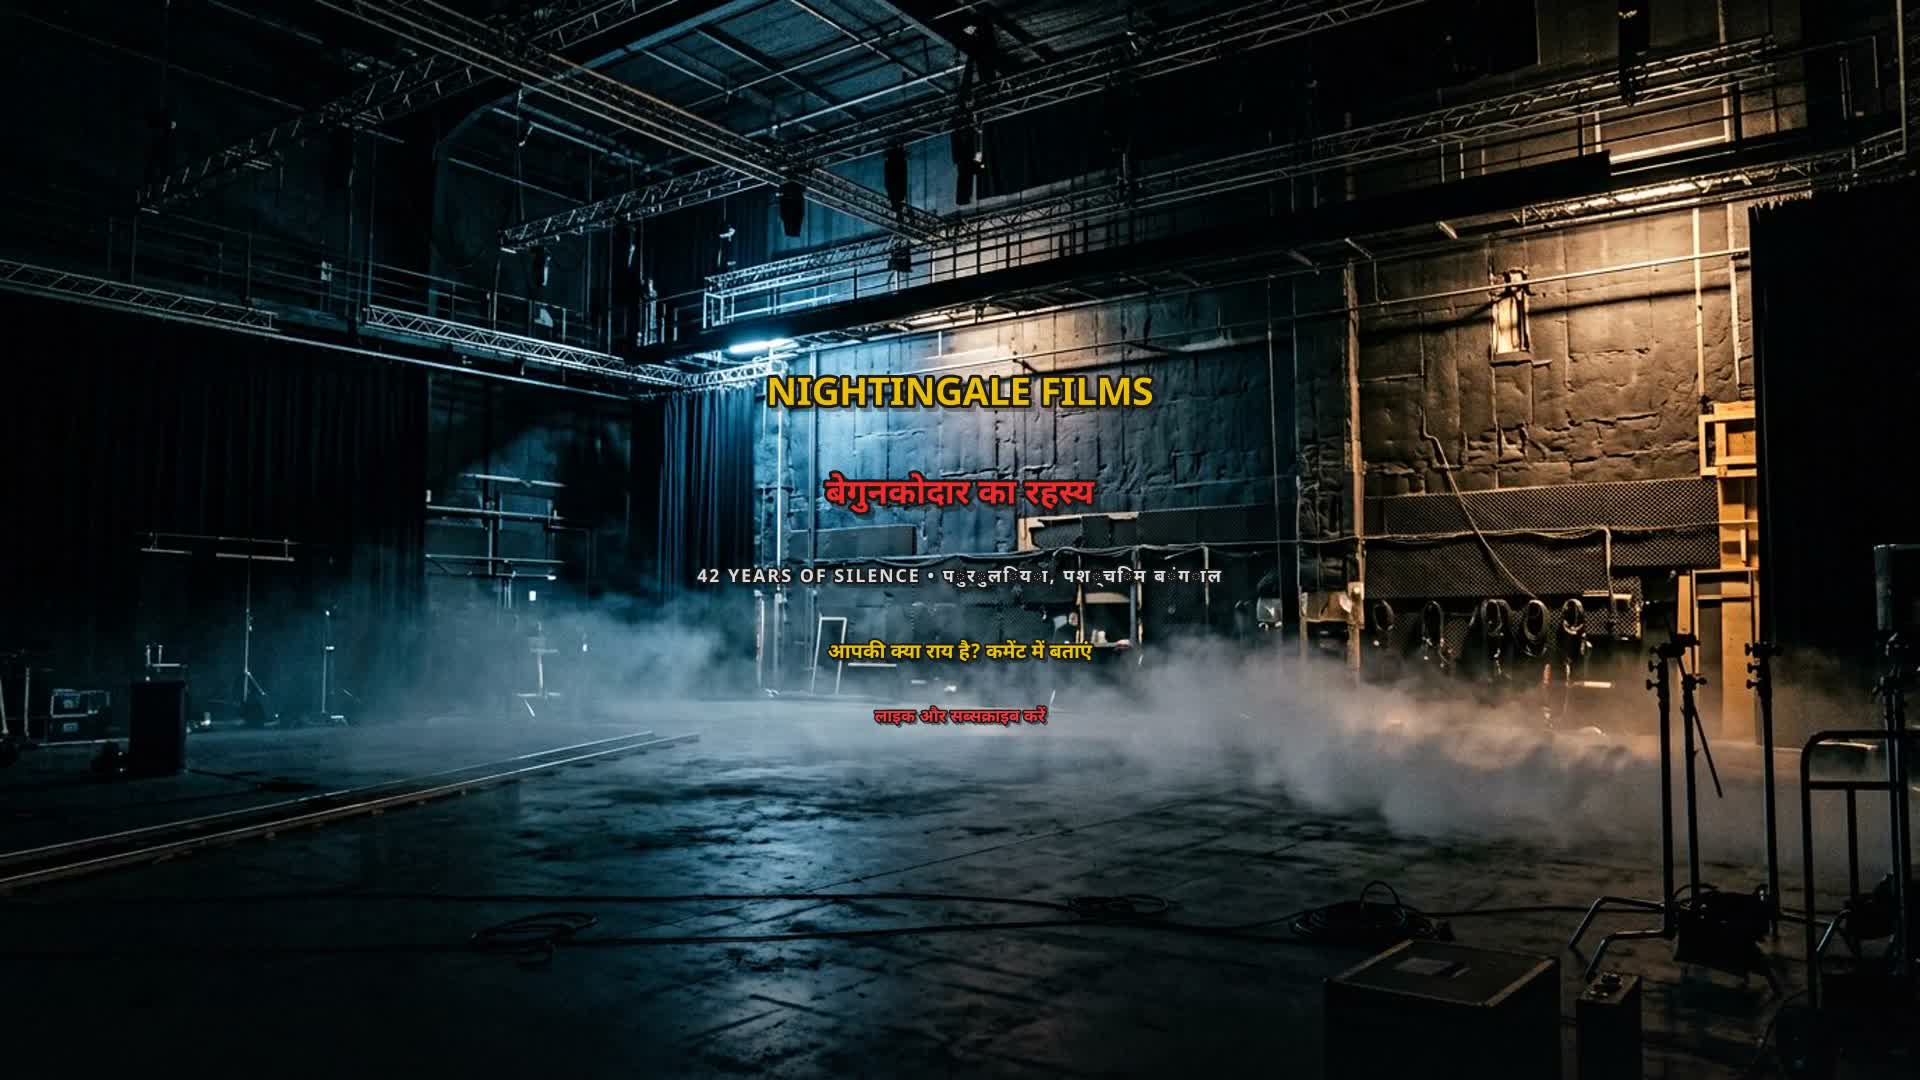 NIGHTINGALE FILMS
बेगुनकोदार का रहस्य
42 YEARS OF SILENCE • पुरुलिया, पश्चिम बंगाल
आपकी क्या राय है? कमेंट में बताएं
लाइक और सब्सक्राइब करें